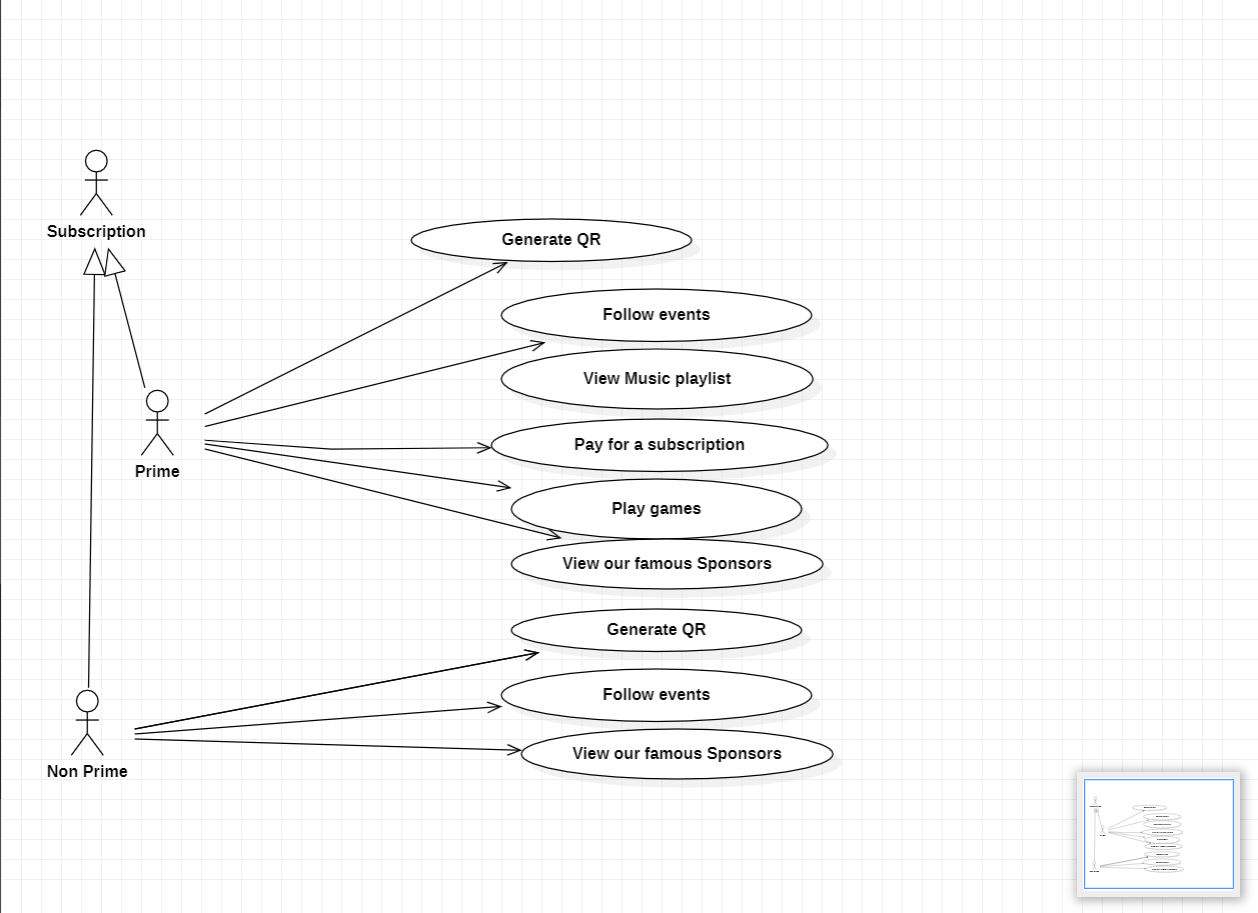 Subscription
Generate QR
Follow events
View Music playlist
Pay for a subscription
Prime
Play games
View our famous Sponsors
Generate QR
Follow events
View our famous Sponsors
Non Prime